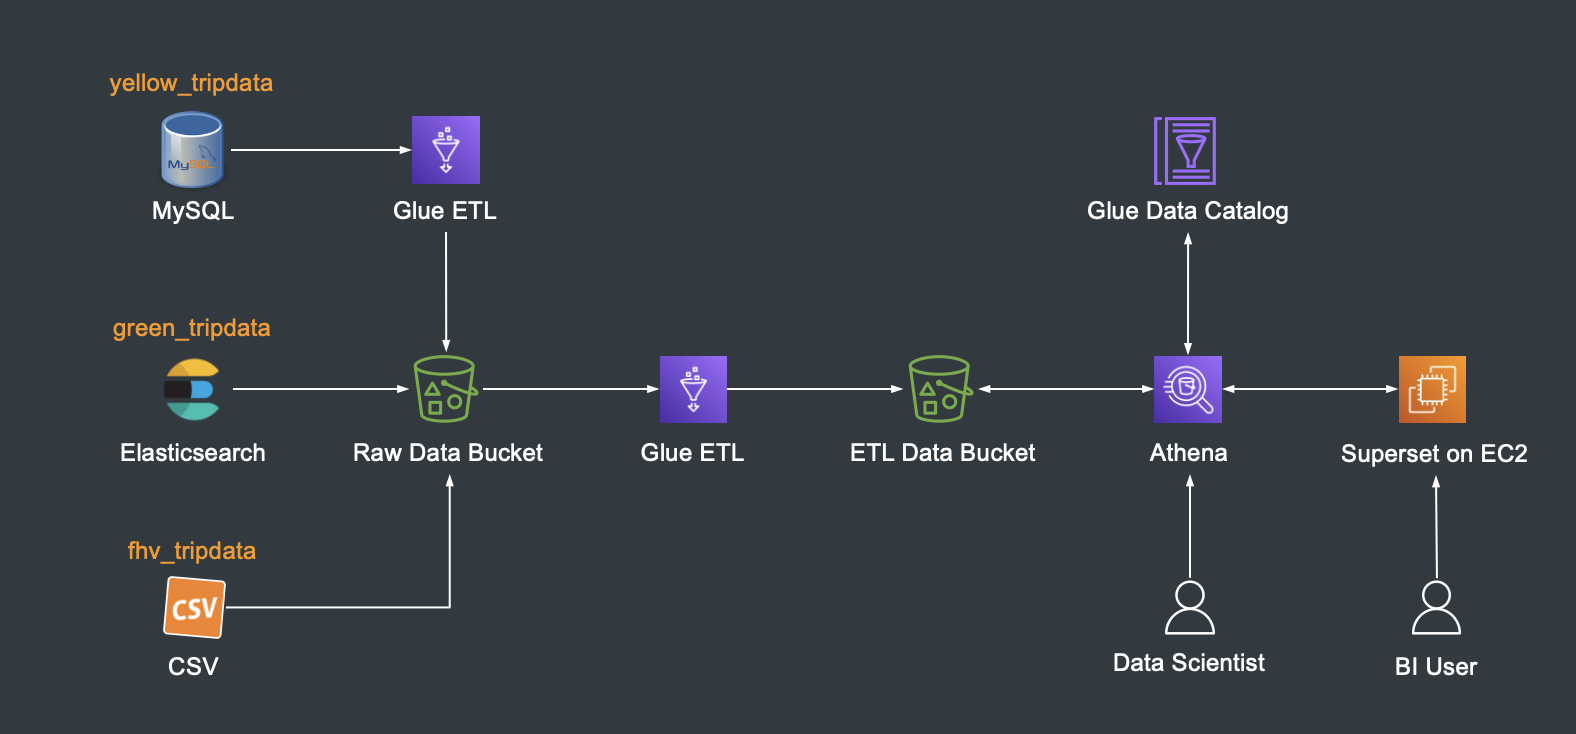 yellow_tripdata
MySQL
MySQL
Glue ETL
Glue Data Catalog
green_tripdata
Elasticsearch
Raw Data Bucket
Glue ETL
ETL Data Bucket
Athena
Superset on EC2
fhv_tripdata
CSV
CSV
Data Scientist
BI User